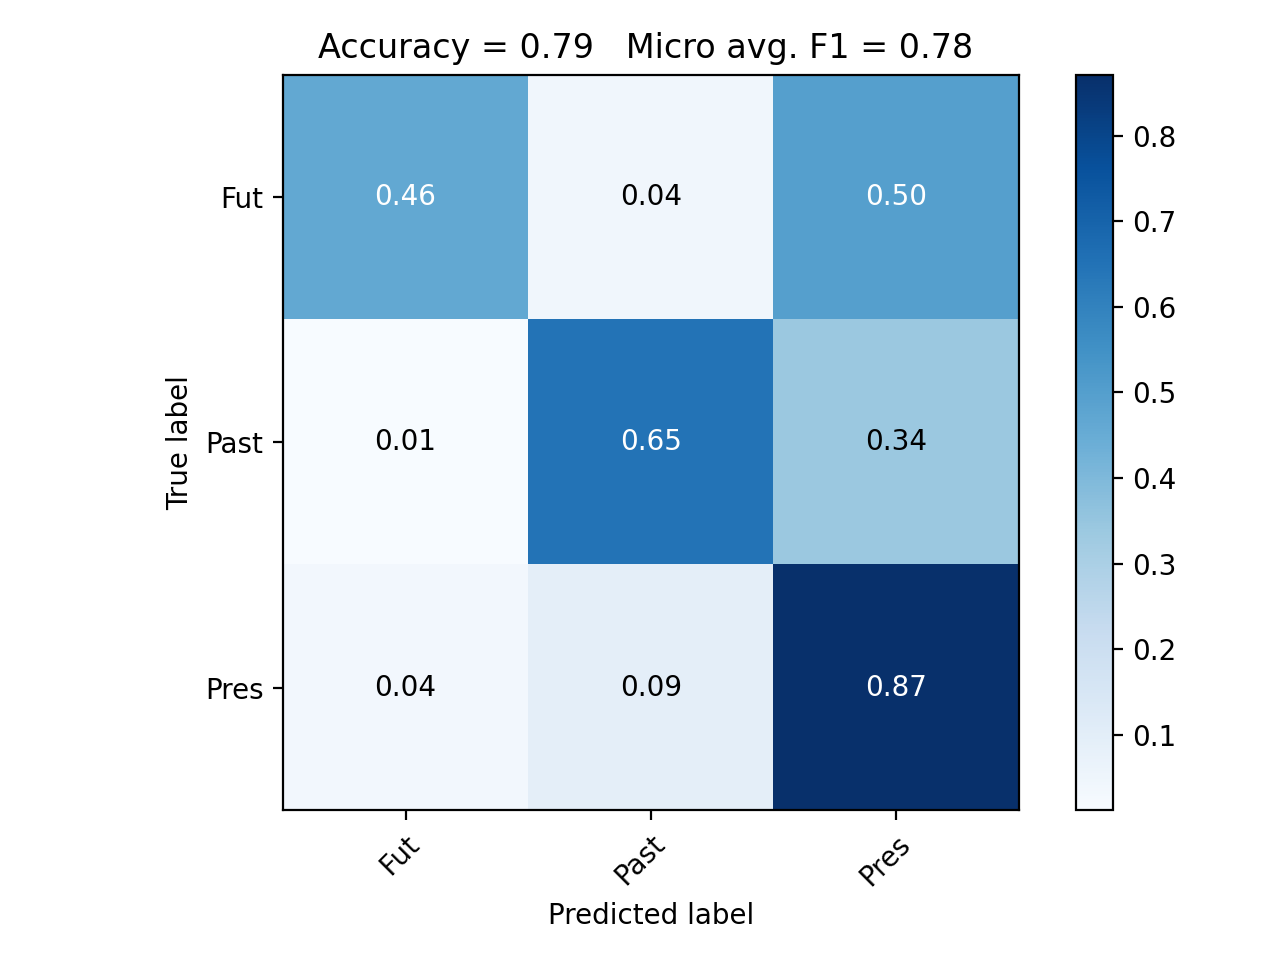 Accuracy = 0.79   Micro avg. F1 = 0.78
Fut 0.46 0.04 0.50
Past 0.01 0.65 0.34
Pres 0.04 0.09 0.87
True label
Fut Past Pres
Predicted label
0.8
0.7
0.6
0.5
0.4
0.3
0.2
0.1